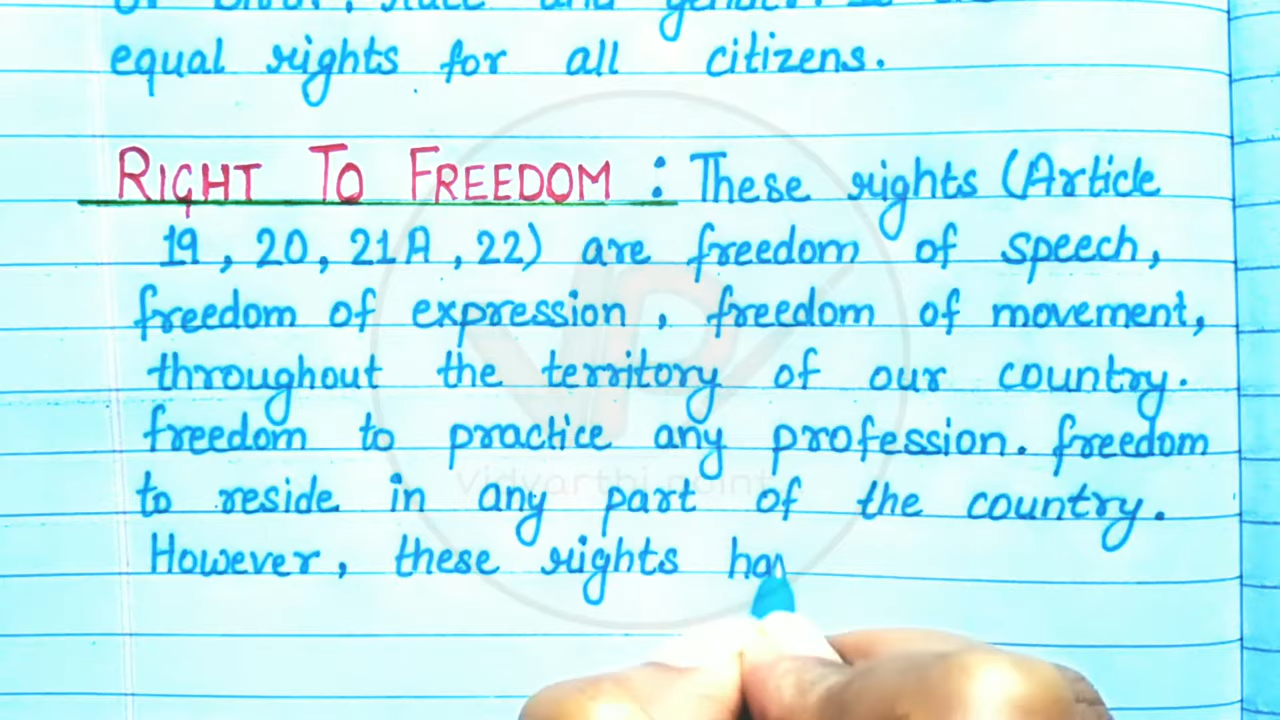 equal rights for all citizens.
RIGHT TO FREEDOM : These rights (Article
19, 20, 21A, 22) are freedom of speech,
freedom of expression, freedom of movement,
throughout the territory of our country.
freedom to practice any profession. freedom
to reside in any part of the country.
However, these rights
Vidyarthi point